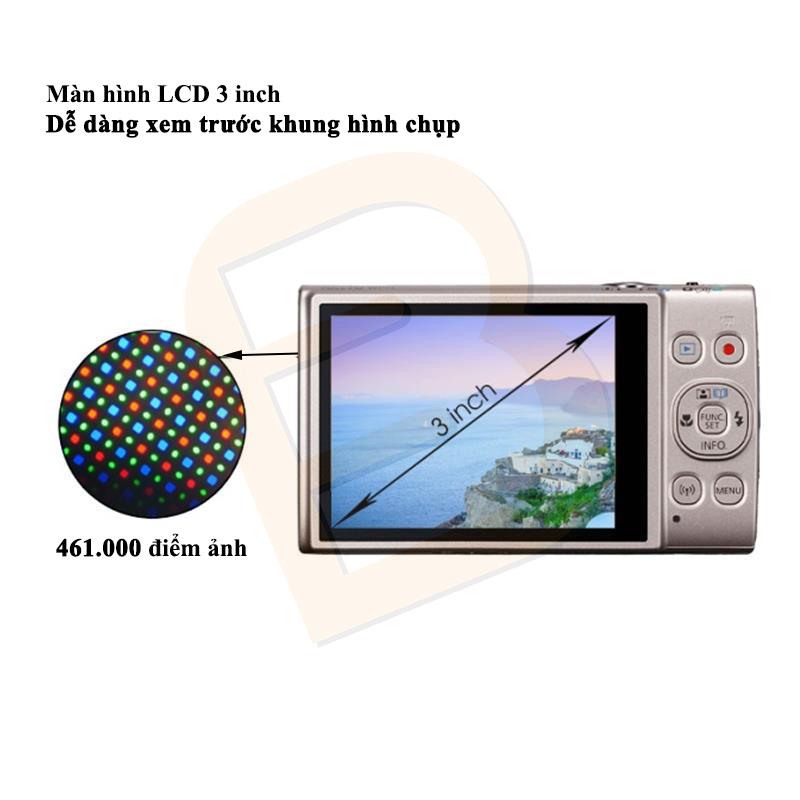 Màn hình LCD 3 inch
Dễ dàng xem trước khung hình chụp
3 inch
FUNC.
SET
INFO.
MENU
461.000 điểm ảnh